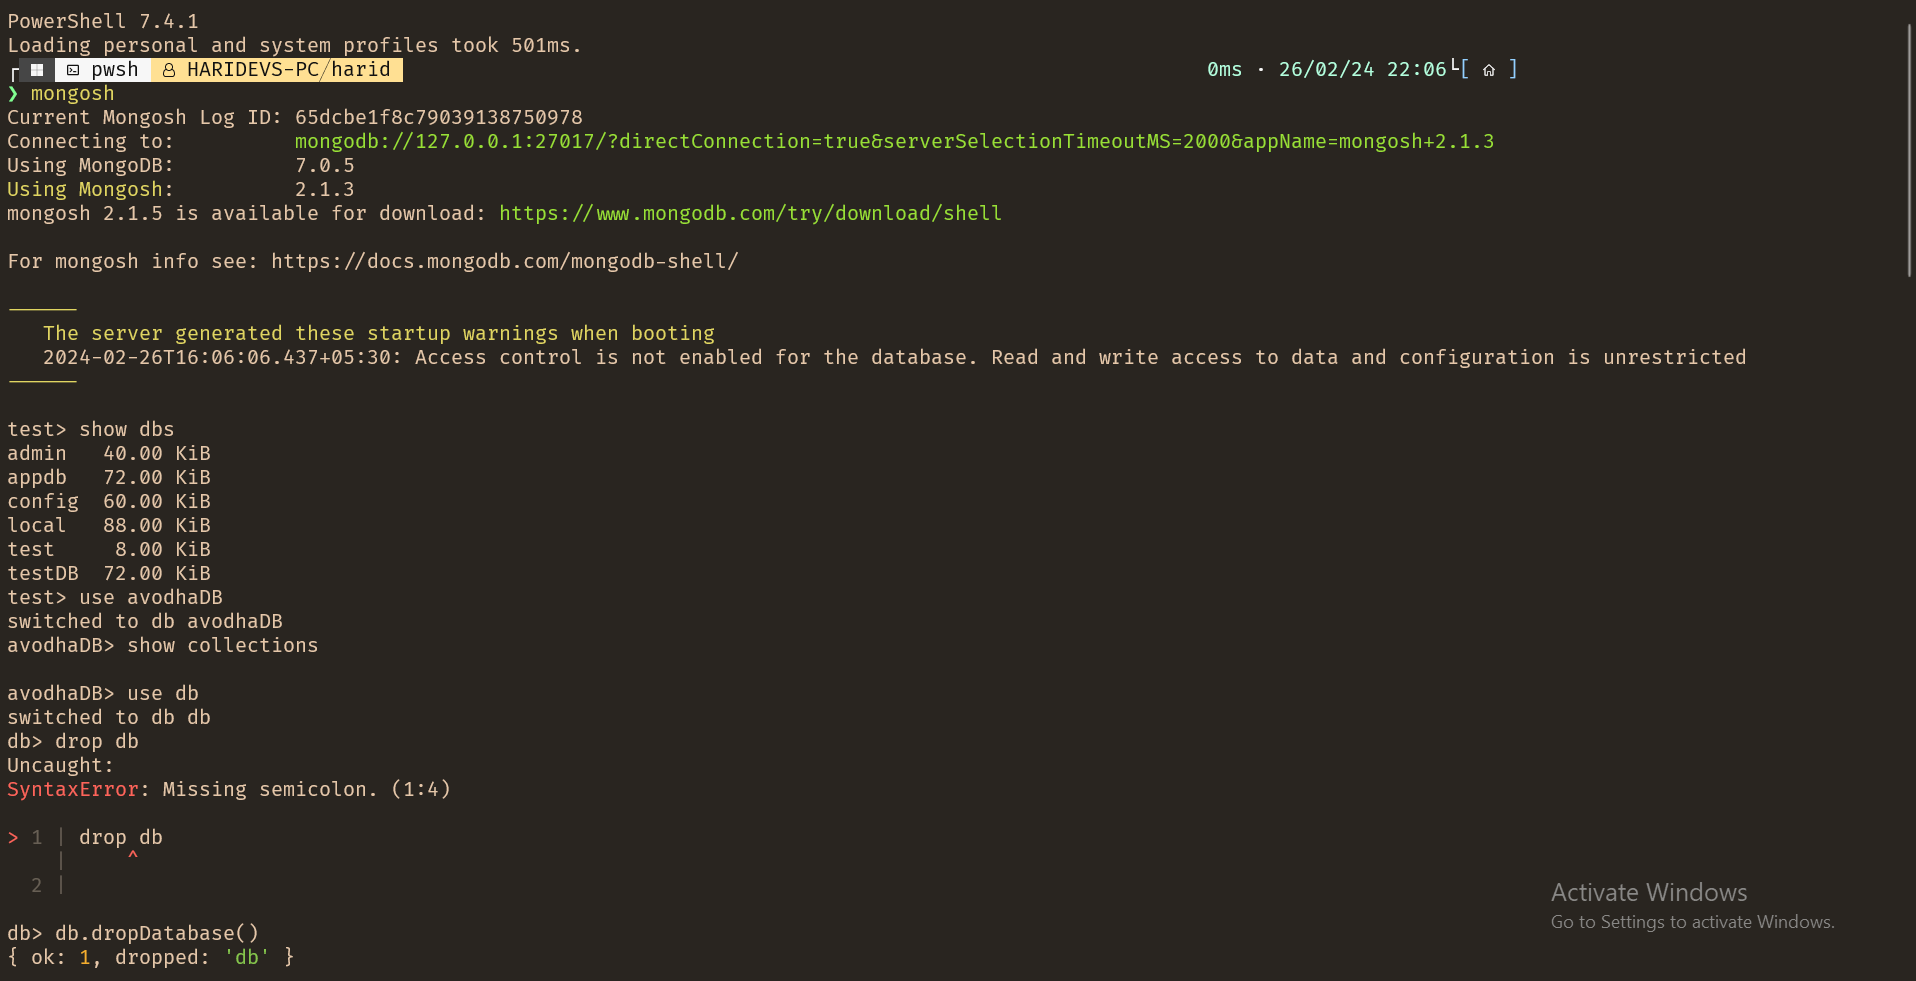 PowerShell 7.4.1
Loading personal and system profiles took 501ms.
pwsh HARIDEVS-PC/harid 0ms · 26/02/24 22:06 [ ]
❯ mongosh
Current Mongosh Log ID: 65dcbe1f8c79039138750978
Connecting to: mongodb://127.0.0.1:27017/?directConnection=true&serverSelectionTimeoutMS=2000&appName=mongosh+2.1.3
Using MongoDB: 7.0.5
Using Mongosh: 2.1.3
mongosh 2.1.5 is available for download: https://www.mongodb.com/try/download/shell
For mongosh info see: https://docs.mongodb.com/mongodb-shell/
------
The server generated these startup warnings when booting
2024-02-26T16:06:06.437+05:30: Access control is not enabled for the database. Read and write access to data and configuration is unrestricted
------
test> show dbs
admin 40.00 KiB
appdb 72.00 KiB
config 60.00 KiB
local 88.00 KiB
test 8.00 KiB
testDB 72.00 KiB
test> use avodhaDB
switched to db avodhaDB
avodhaDB> show collections
avodhaDB> use db
switched to db db
db> drop db
Uncaught:
SyntaxError: Missing semicolon. (1:4)
> 1 | drop db
| ^
2 |
db> db.dropDatabase()
{ ok: 1, dropped: 'db' }
Activate Windows
Go to Settings to activate Windows.